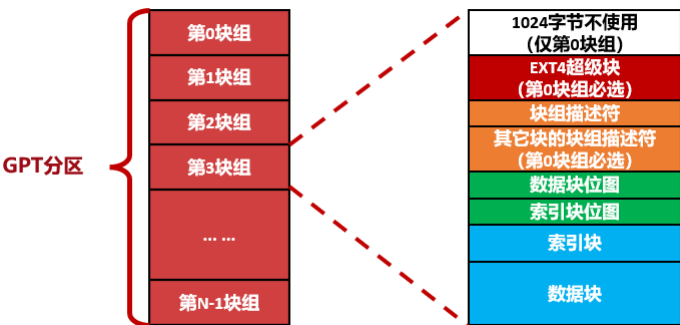 GPT分区
第0块组
第1块组
第2块组
第3块组
... ...
第N-1块组
1024字节不使用
(仅第0块组)
EXT4超级块
(第0块组必选)
块组描述符
其它块的块组描述符
(第0块组必选)
数据块位图
索引块位图
索引块
数据块